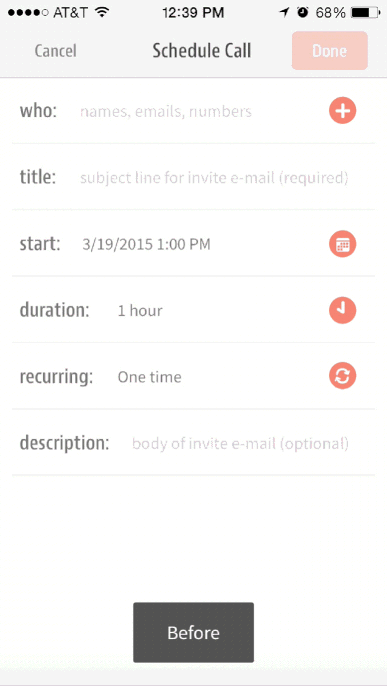 AT&T 12:39 PM 68%
Cancel Schedule Call Done
who: names, emails, numbers
title: subject line for invite e-mail (required)
start: 3/19/2015 1:00 PM
duration: 1 hour
recurring: One time
description: body of invite e-mail (optional)
Before